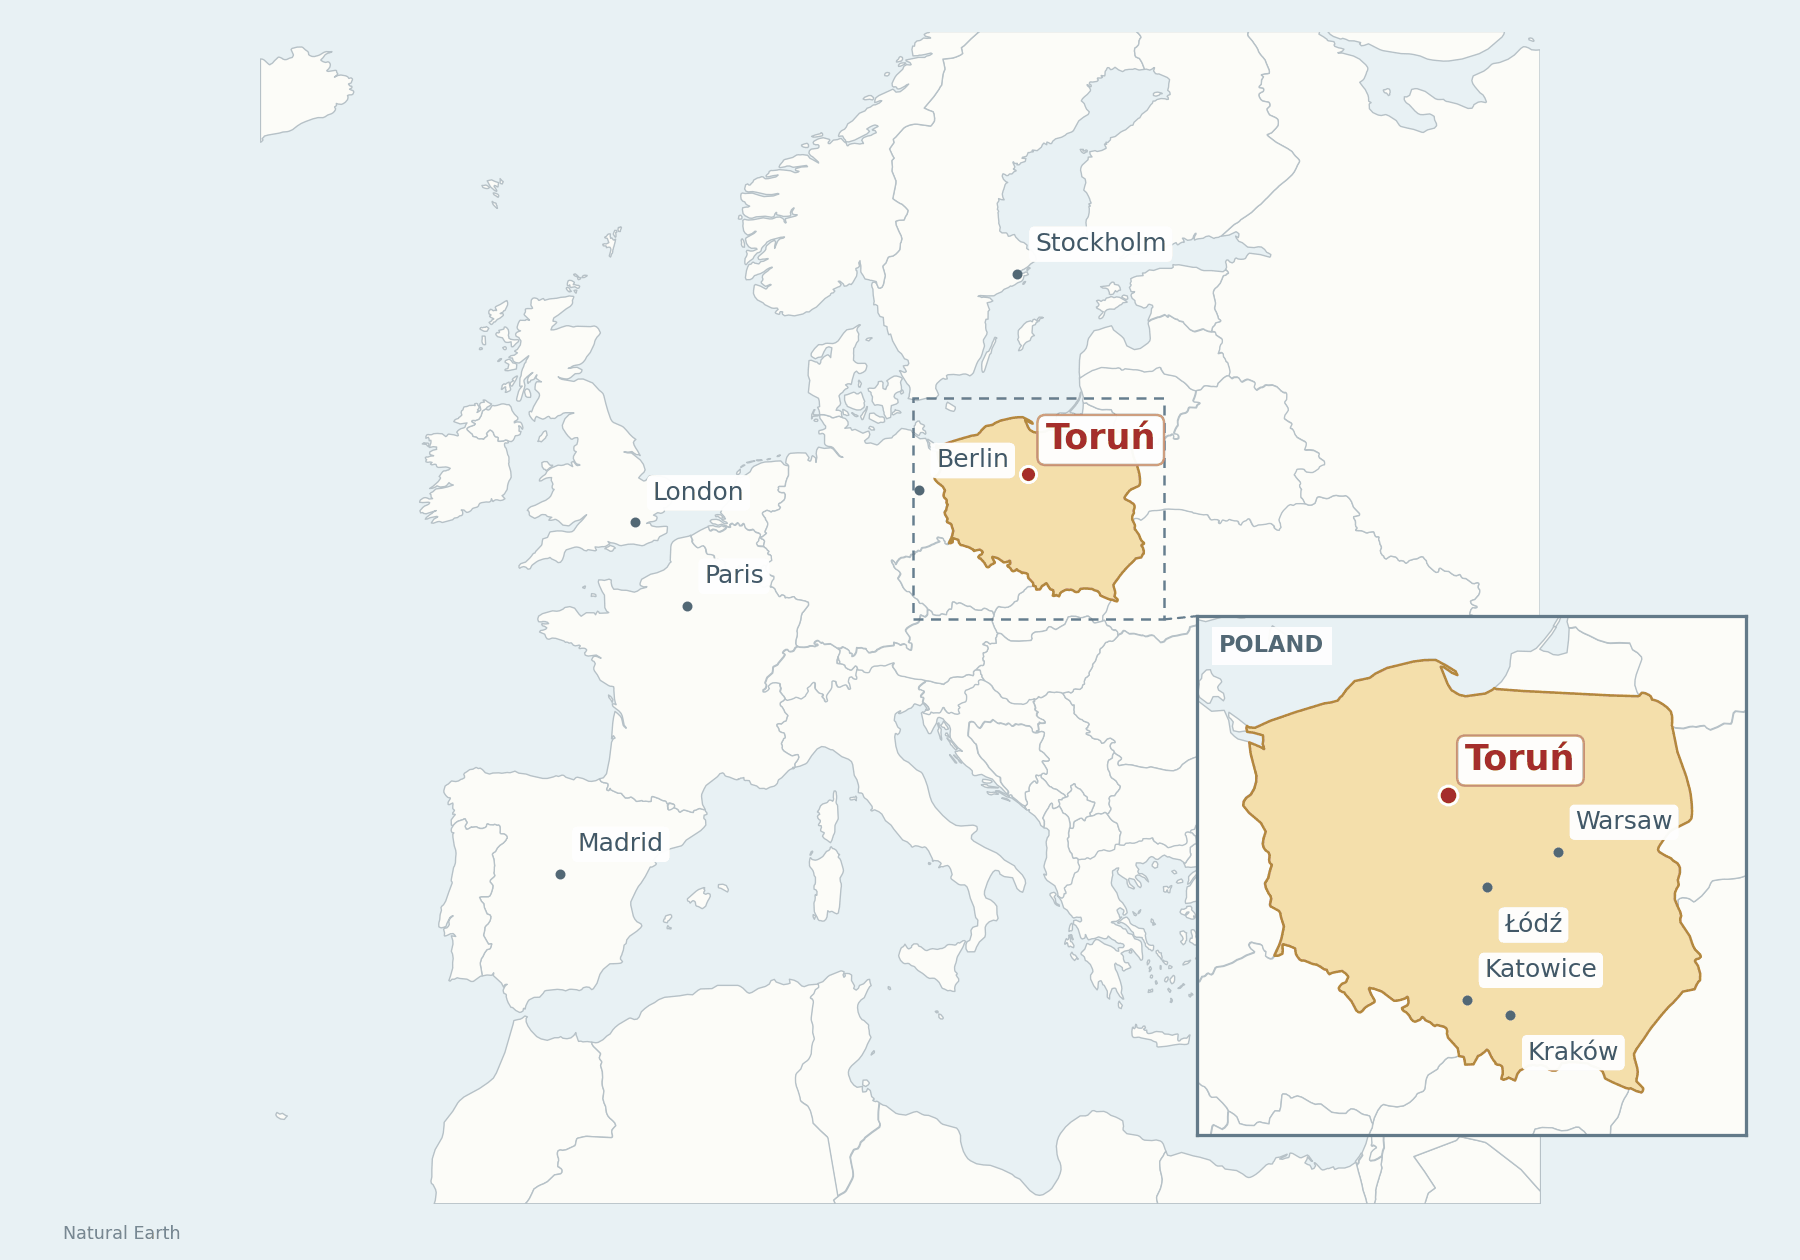 Stockholm
Toruń
Berlin
London
Paris
POLAND
Toruń
Warsaw
Madrid
Łódź
Katowice
Kraków
Natural Earth